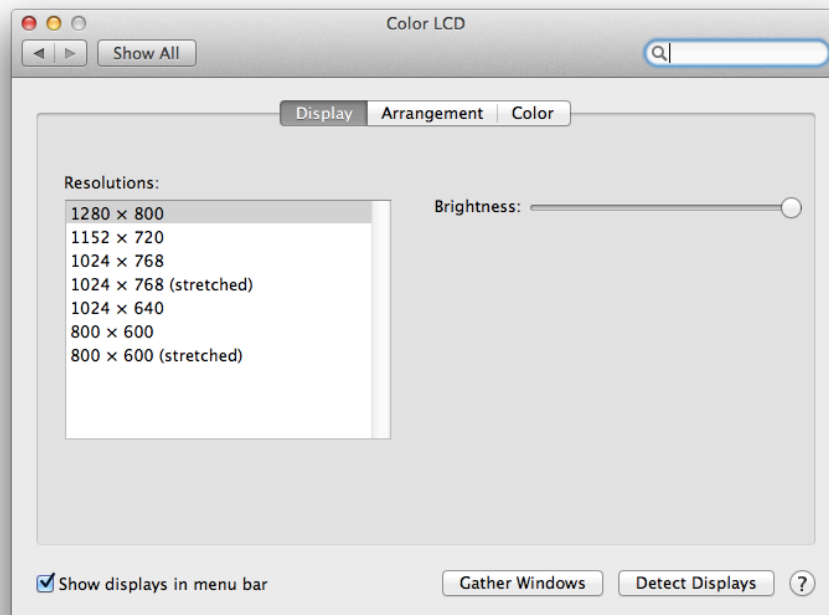 Color LCD
Show All
Display Arrangement Color
Resolutions:
Brightness:
1280 × 800
1152 × 720
1024 × 768
1024 × 768 (stretched)
1024 × 640
800 × 600
800 × 600 (stretched)
Show displays in menu bar
Gather Windows
Detect Displays
?